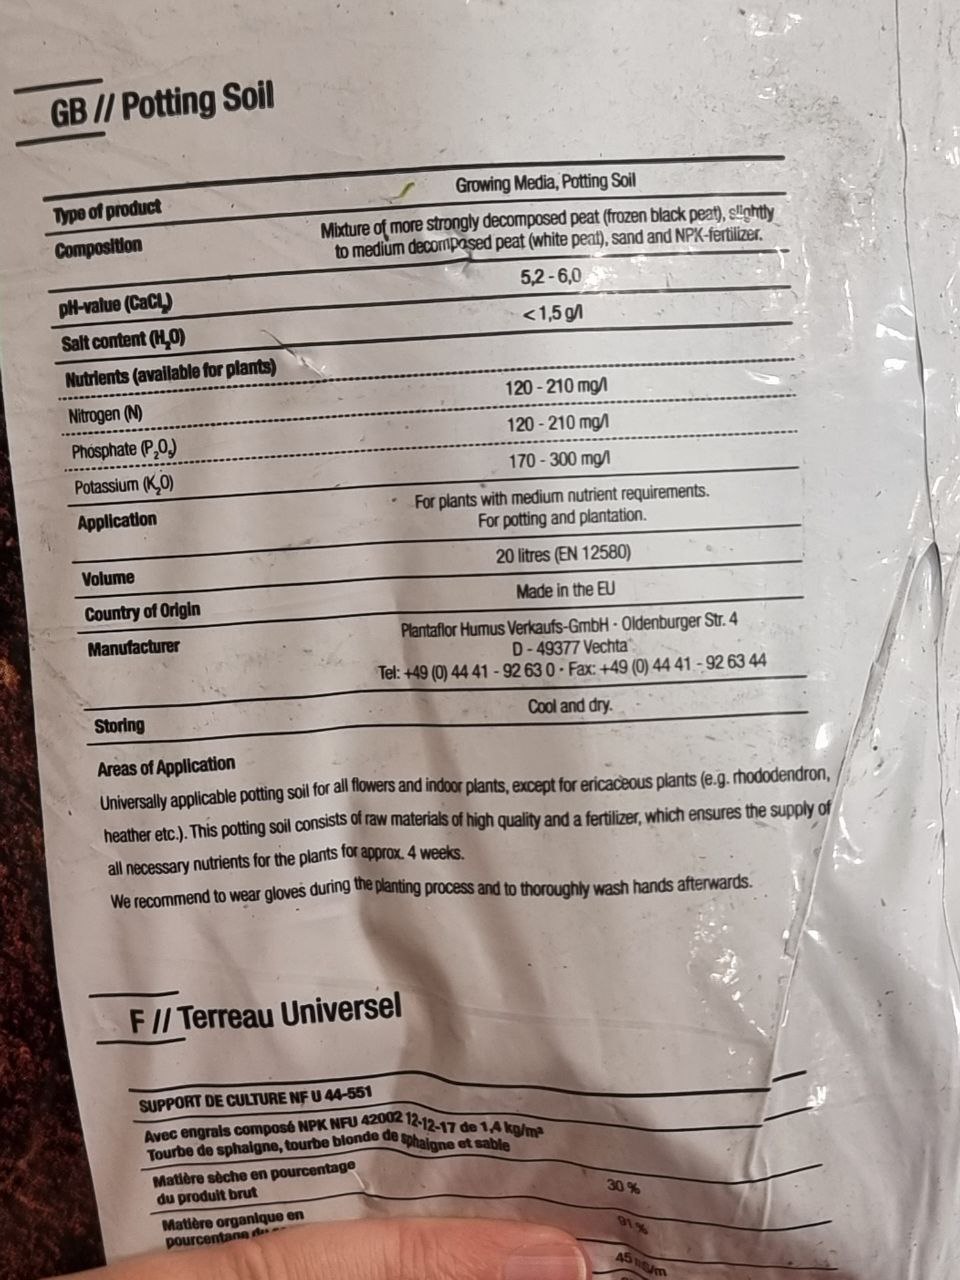 GB // Potting Soil
Type of product Growing Media, Potting Soil
Composition Mixture of more strongly decomposed peat (frozen black peat), slightly
to medium decomposed peat (white peat), sand and NPK-fertilizer.
pH-value (CaCl₂) 5,2 - 6,0
Salt content (H₂O) < 1,5 g/l
Nutrients (available for plants)
Nitrogen (N) 120 - 210 mg/l
Phosphate (P₂O₅) 120 - 210 mg/l
Potassium (K₂O) 170 - 300 mg/l
Application For plants with medium nutrient requirements.
For potting and plantation.
Volume 20 litres (EN 12580)
Country of Origin Made in the EU
Manufacturer Plantaflor Humus Verkaufs-GmbH · Oldenburger Str. 4
D - 49377 Vechta
Tel: +49 (0) 44 41 - 92 63 0 · Fax: +49 (0) 44 41 - 92 63 44
Storing Cool and dry.
Areas of Application
Universally applicable potting soil for all flowers and indoor plants, except for ericaceous plants (e.g. rhododendron,
heather etc.). This potting soil consists of raw materials of high quality and a fertilizer, which ensures the supply of
all necessary nutrients for the plants for approx. 4 weeks.
We recommend to wear gloves during the planting process and to thoroughly wash hands afterwards.
F // Terreau Universel
SUPPORT DE CULTURE NF U 44-551
Avec engrais composé NPK NFU 42002 12-12-17 de 1,4 kg/m³
Tourbe de sphaigne, tourbe blonde de sphaigne et sable
Matière sèche en pourcentage
du produit brut 30 %
Matière organique en 91 %
pourcentage du
45 mS/m